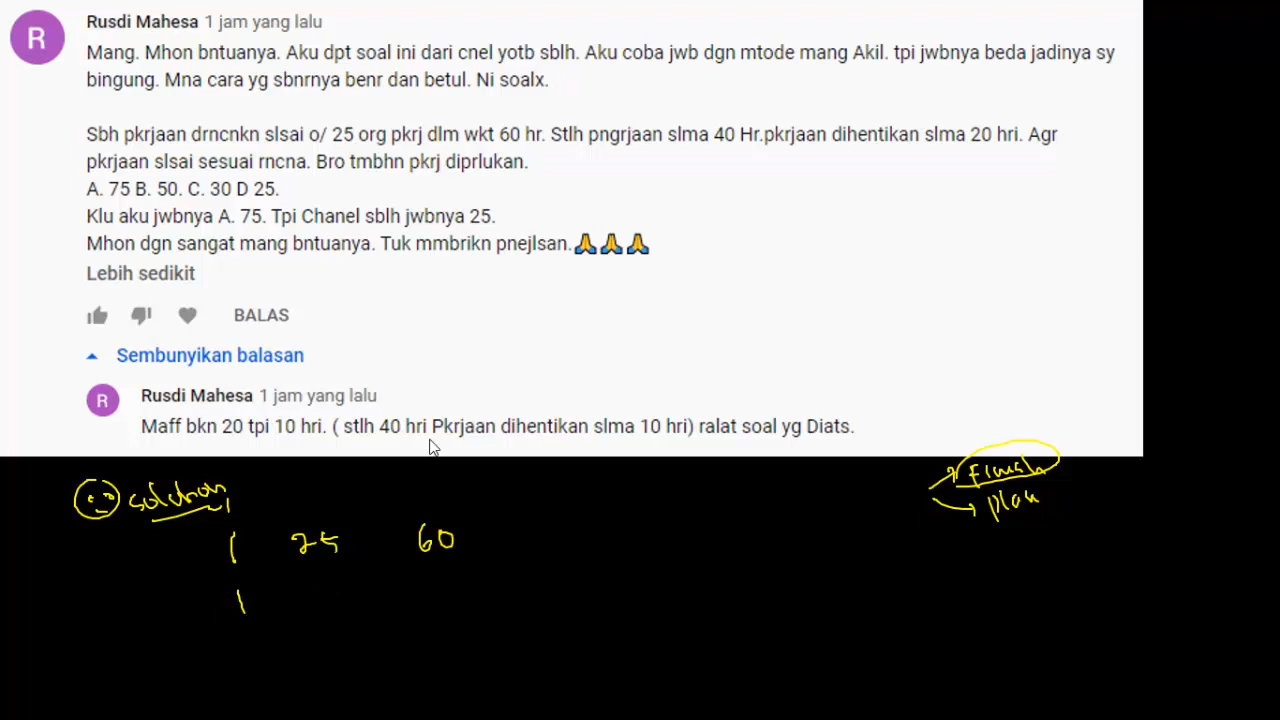 R
Rusdi Mahesa 1 jam yang lalu
Mang. Mhon bntuanya. Aku dpt soal ini dari cnel yotb sblh. Aku coba jwb dgn mtode mang Akil. tpi jwbnya beda jadinya sy
bingung. Mna cara yg sbnrnya benr dan betul. Ni soalx.
Sbh pkrjaan drncnkn slsai o/ 25 org pkrj dlm wkt 60 hr. Stlh pngrjaan slma 40 Hr.pkrjaan dihentikan slma 20 hri. Agr
pkrjaan slsai sesuai rncna. Bro tmbhn pkrj diprlukan.
A. 75 B. 50. C. 30 D 25.
Klu aku jwbnya A. 75. Tpi Chanel sblh jwbnya 25.
Mhon dgn sangat mang bntuanya. Tuk mmbrikn pnejlsan.🙏🙏🙏
Lebih sedikit
BALAS
Sembunyikan balasan
R
Rusdi Mahesa 1 jam yang lalu
Maff bkn 20 tpi 10 hri. ( stlh 40 hri Pkrjaan dihentikan slma 10 hri) ralat soal yg Diats.
plan
solution
1 25 60
1